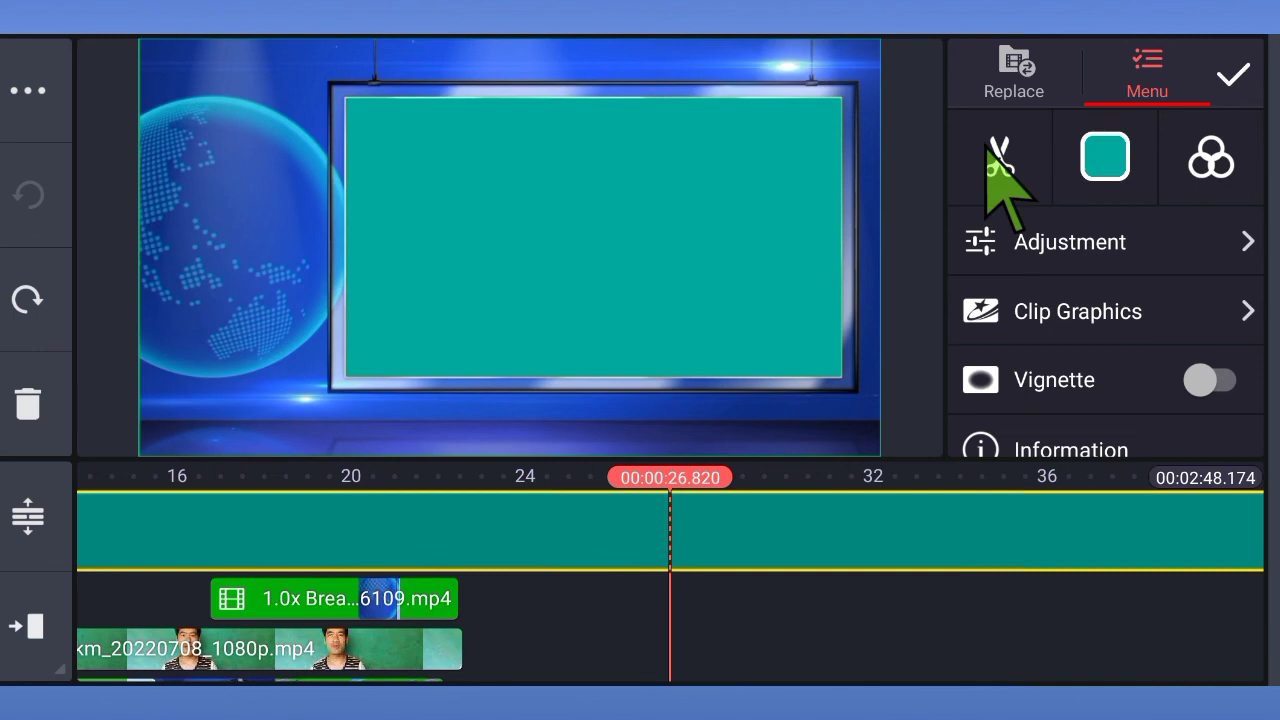 Replace
Menu
Adjustment
Clip Graphics
Vignette
Information
16
20
24
00:00:26.820
32
36
00:02:48.174
1.0x Brea...6109.mp4
km_20220708_1080p.mp4